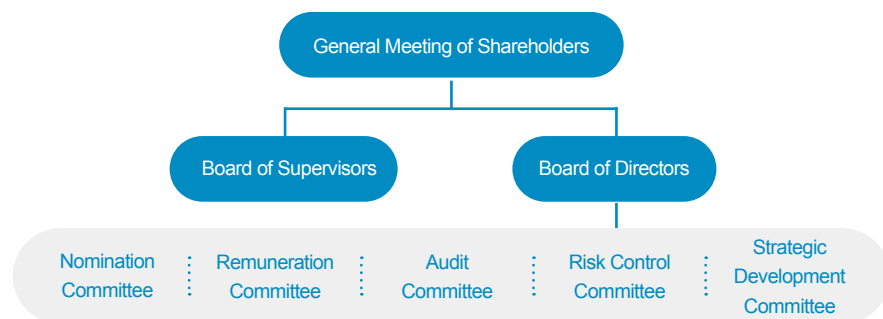 General Meeting of Shareholders
Board of Supervisors
Board of Directors
Nomination
Committee
Remuneration
Committee
Audit
Committee
Risk Control
Committee
Strategic
Development
Committee